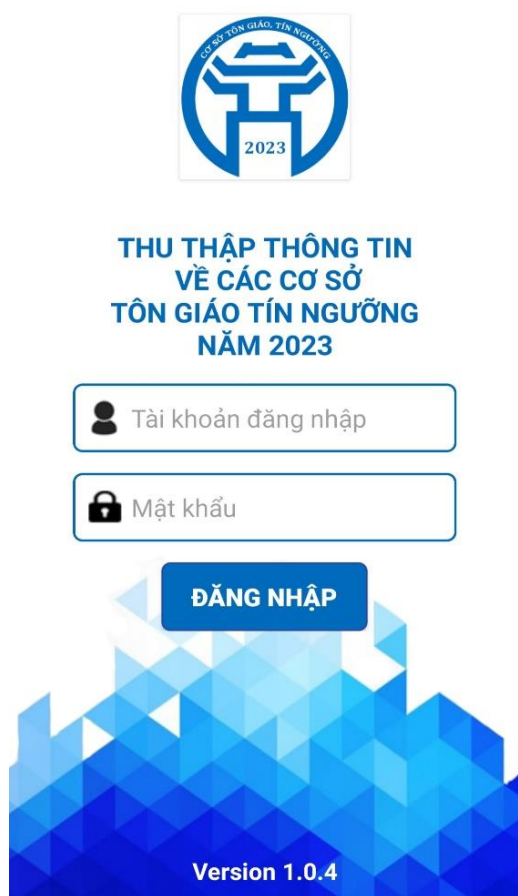 CƠ SỞ TÔN GIÁO, TÍN NGƯỠNG
2023
THU THẬP THÔNG TIN
VỀ CÁC CƠ SỞ
TÔN GIÁO TÍN NGƯỠNG
NĂM 2023
Tài khoản đăng nhập
Mật khẩu
ĐĂNG NHẬP
Version 1.0.4